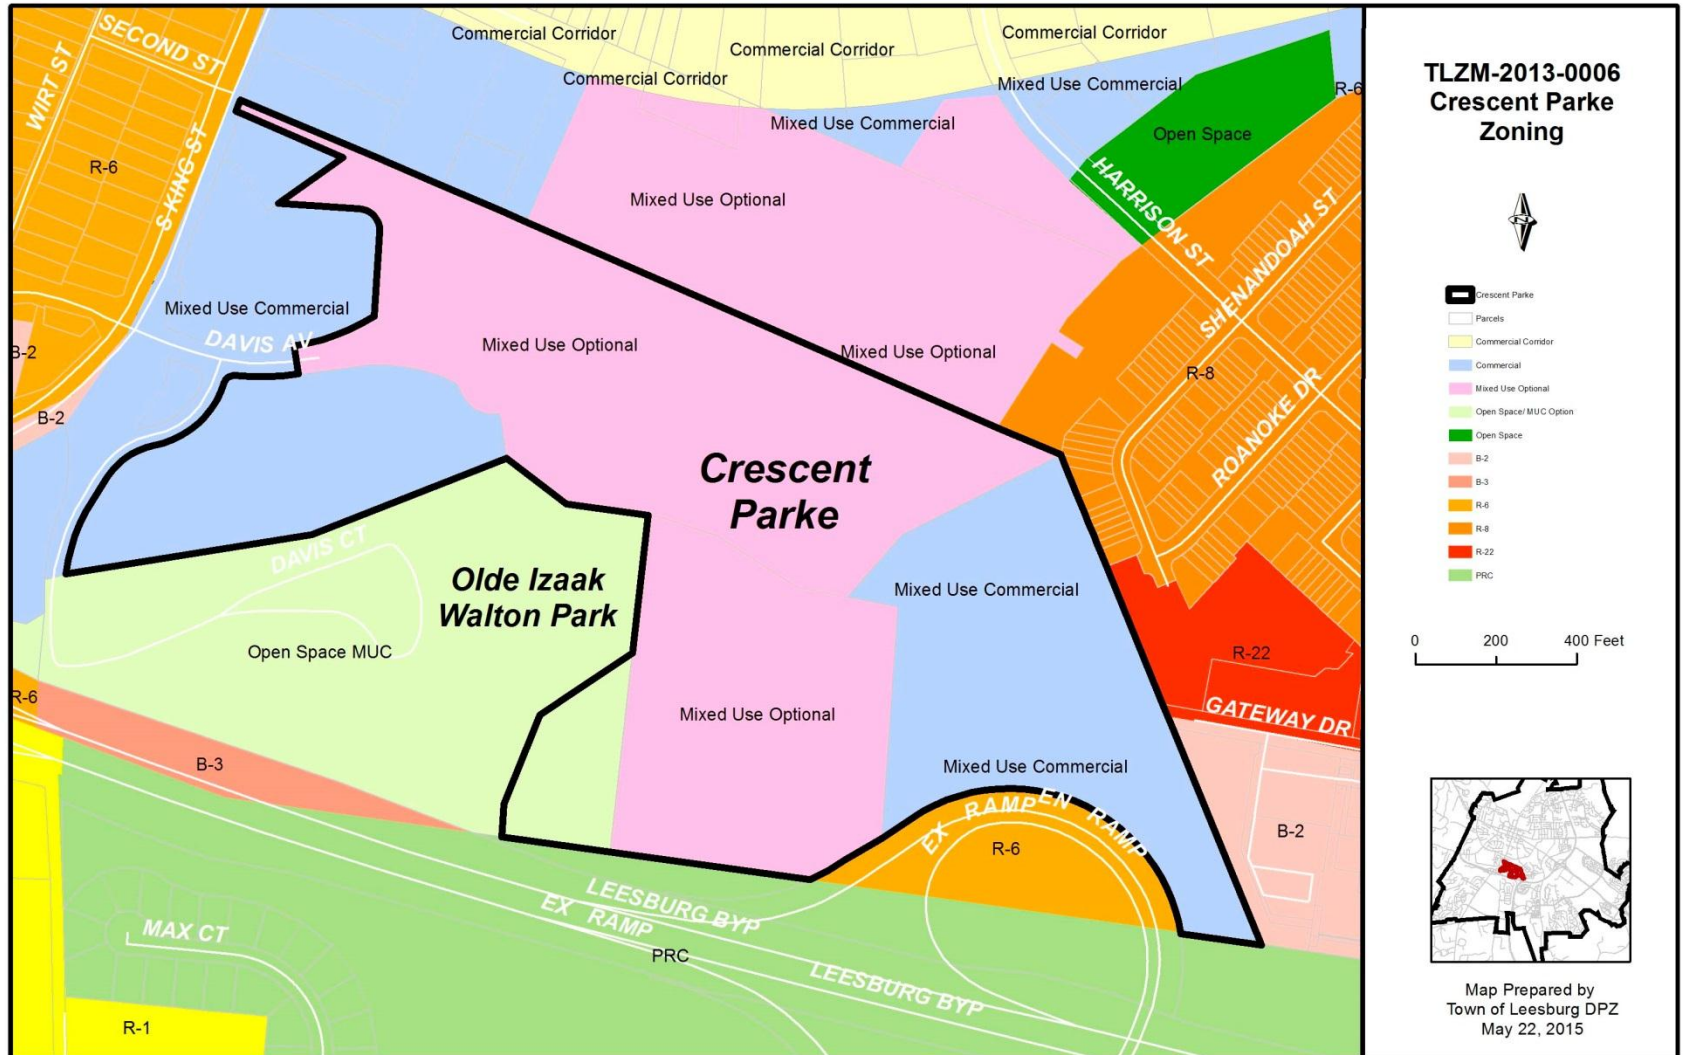 SECOND ST
WIRT ST
S KING ST
R-6
Commercial Corridor
Commercial Corridor
Commercial Corridor
Commercial Corridor
Mixed Use Commercial
R-6
Mixed Use Commercial
Open Space
HARRISON ST
SHENANDOAH ST
Mixed Use Optional
Mixed Use Commercial
DAVIS AV
B-2
B-2
Mixed Use Optional
Mixed Use Optional
R-8
ROANOKE DR
Crescent
Parke
DAVIS CT
Olde Izaak
Walton Park
Mixed Use Commercial
Open Space MUC
R-22
R-6
Mixed Use Optional
GATEWAY DR
B-3
Mixed Use Commercial
EX RAMP
EN RAMP
R-6
B-2
LEESBURG BYP
EX RAMP
MAX CT
PRC
LEESBURG BYP
R-1
TLZM-2013-0006
Crescent Parke
Zoning
N
Crescent Parke
Parcels
Commercial Corridor
Commercial
Mixed Use Optional
Open Space/ MUC Option
Open Space
B-2
B-3
R-6
R-8
R-22
PRC
0 200 400 Feet
Map Prepared by
Town of Leesburg DPZ
May 22, 2015